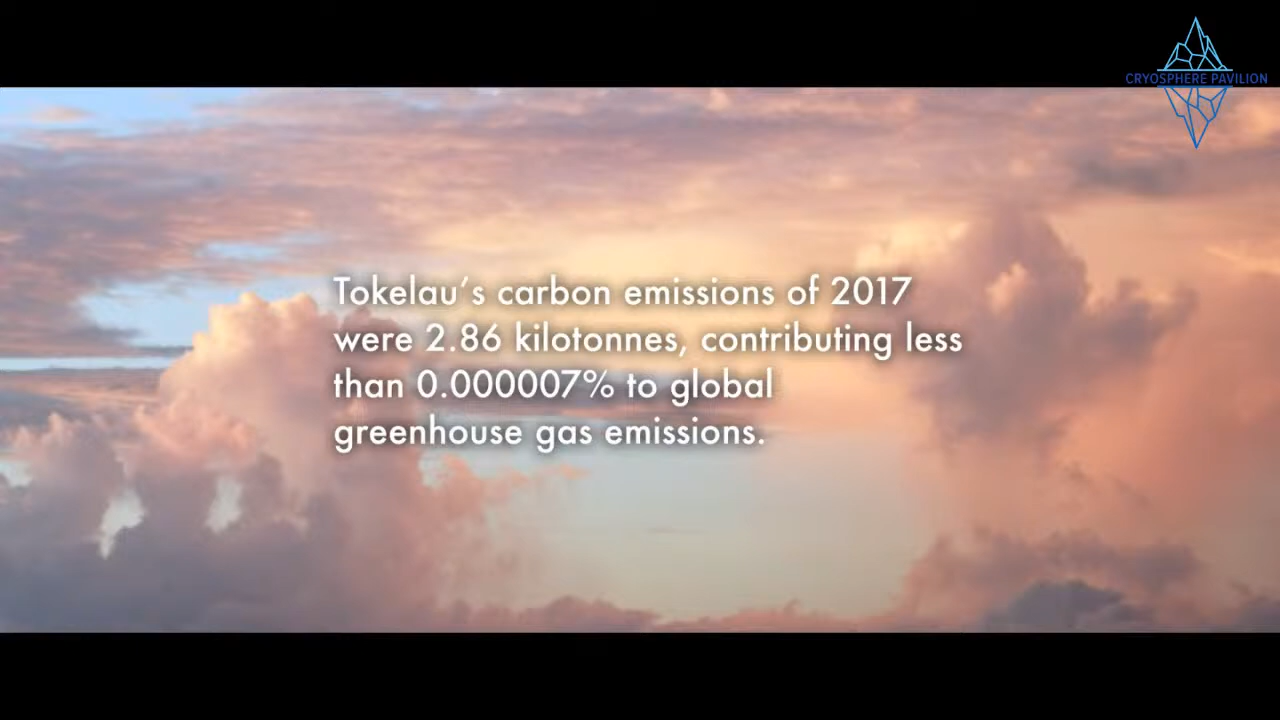 CRYOSPHERE PAVILION
Tokelau's carbon emissions of 2017
were 2.86 kilotonnes, contributing less
than 0.000007% to global
greenhouse gas emissions.